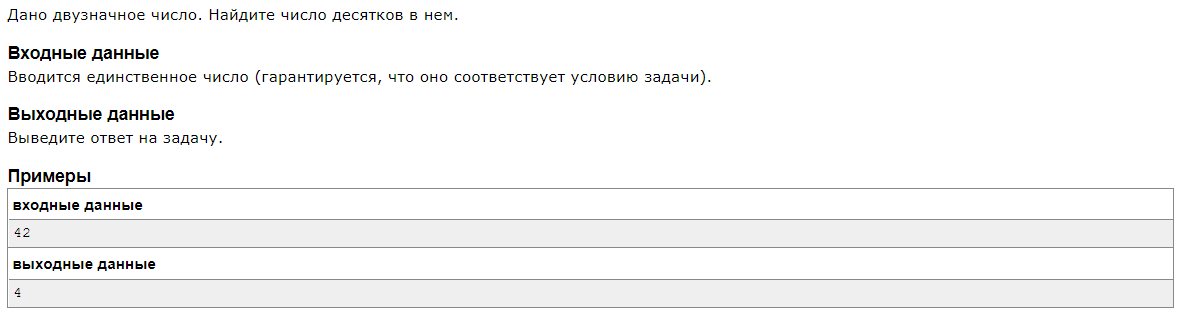 Дано двузначное число. Найдите число десятков в нем.
Входные данные
Вводится единственное число (гарантируется, что оно соответствует условию задачи).
Выходные данные
Выведите ответ на задачу.
Примеры
входные данные
42
выходные данные
4